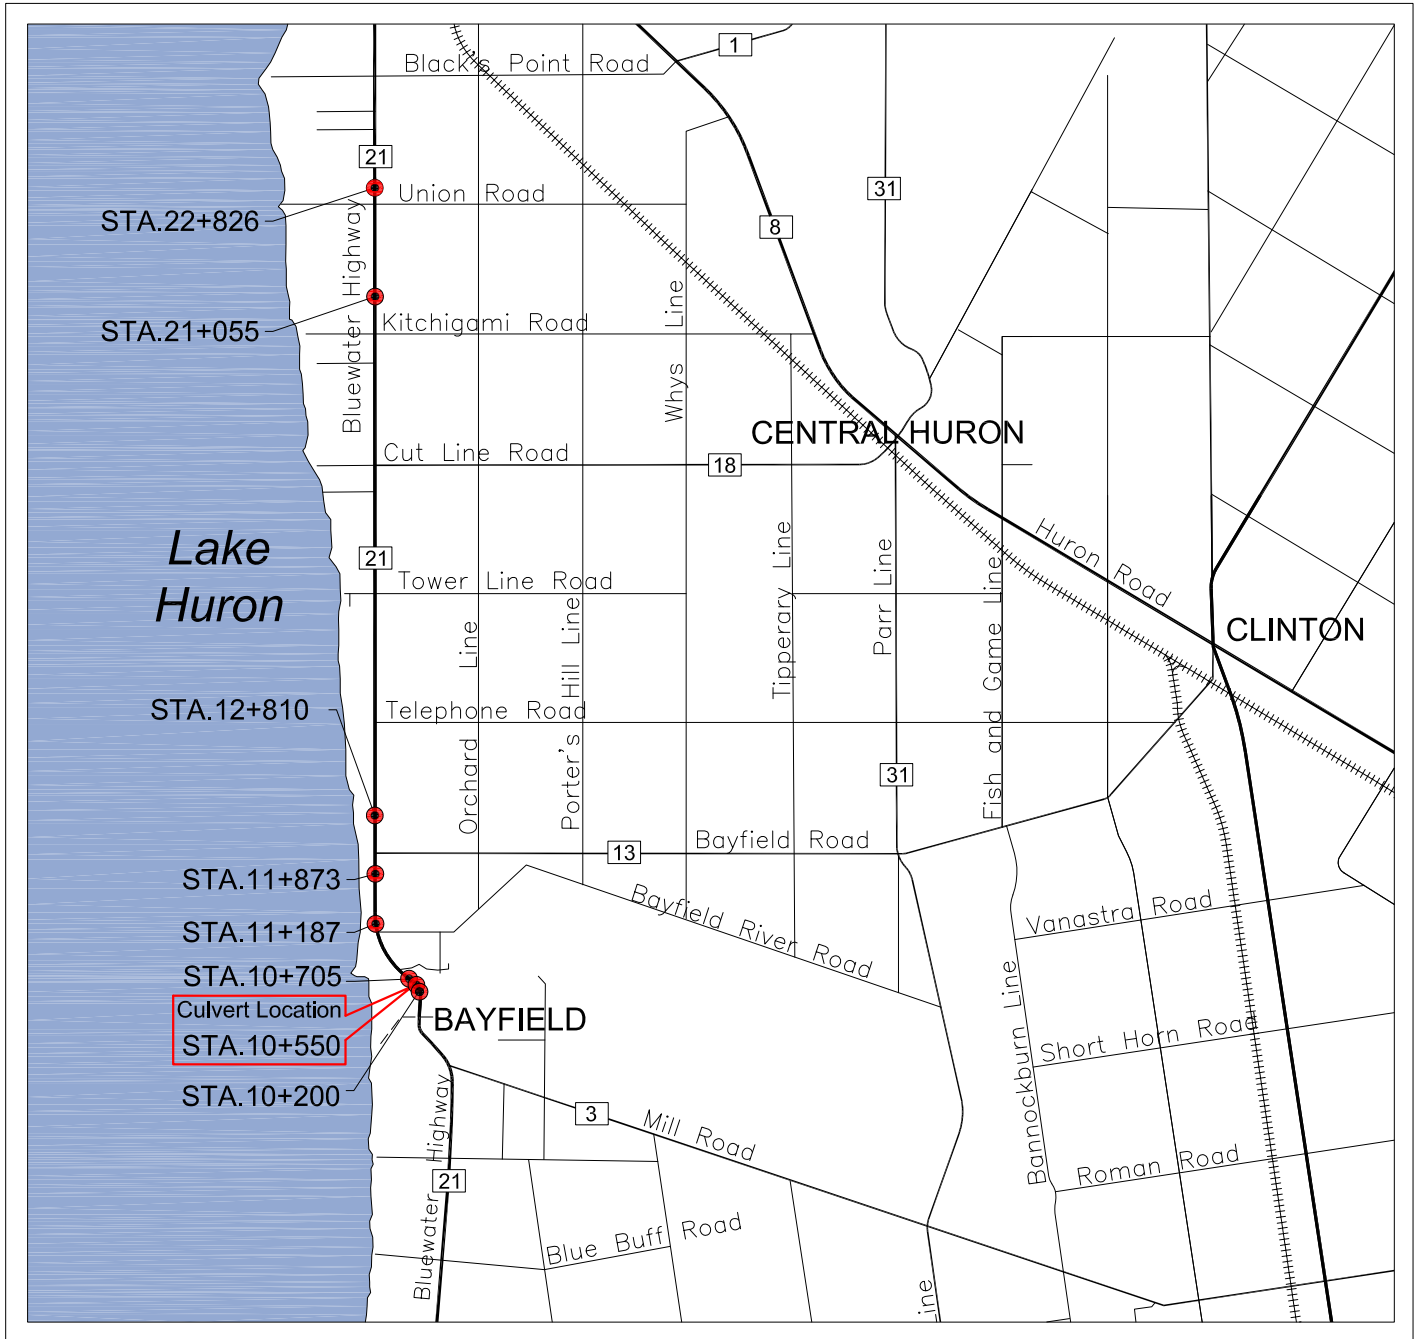 1
Black's Point Road
21
31
Union Road
STA.22+826
8
Bluewater Highway
STA.21+055
Kitchigami Road
Whys Line
CENTRAL HURON
Cut Line Road
18
Huron Road
Lake
Huron
21
Tower Line Road
Orchard Line
Porter's Hill Line
Tipperary Line
Parr Line
Fish and Game Line
CLINTON
STA.12+810
Telephone Road
31
13
Bayfield Road
STA.11+873
Bayfield River Road
Vanastra Road
STA.11+187
STA.10+705
Culvert Location
STA.10+550
BAYFIELD
Bannockburn Line
Short Horn Road
STA.10+200
3
Mill Road
Bluewater Highway
21
Roman Road
Blue Buff Road
ine